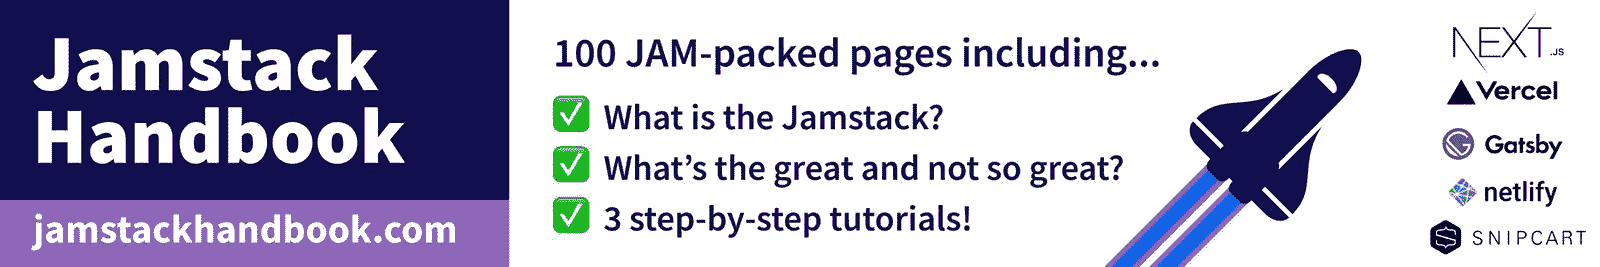 Jamstack
Handbook
jamstackhandbook.com
100 JAM-packed pages including...
What is the Jamstack?
What's the great and not so great?
3 step-by-step tutorials!
NEXT.JS
Vercel
Gatsby
netlify
SNIPCART